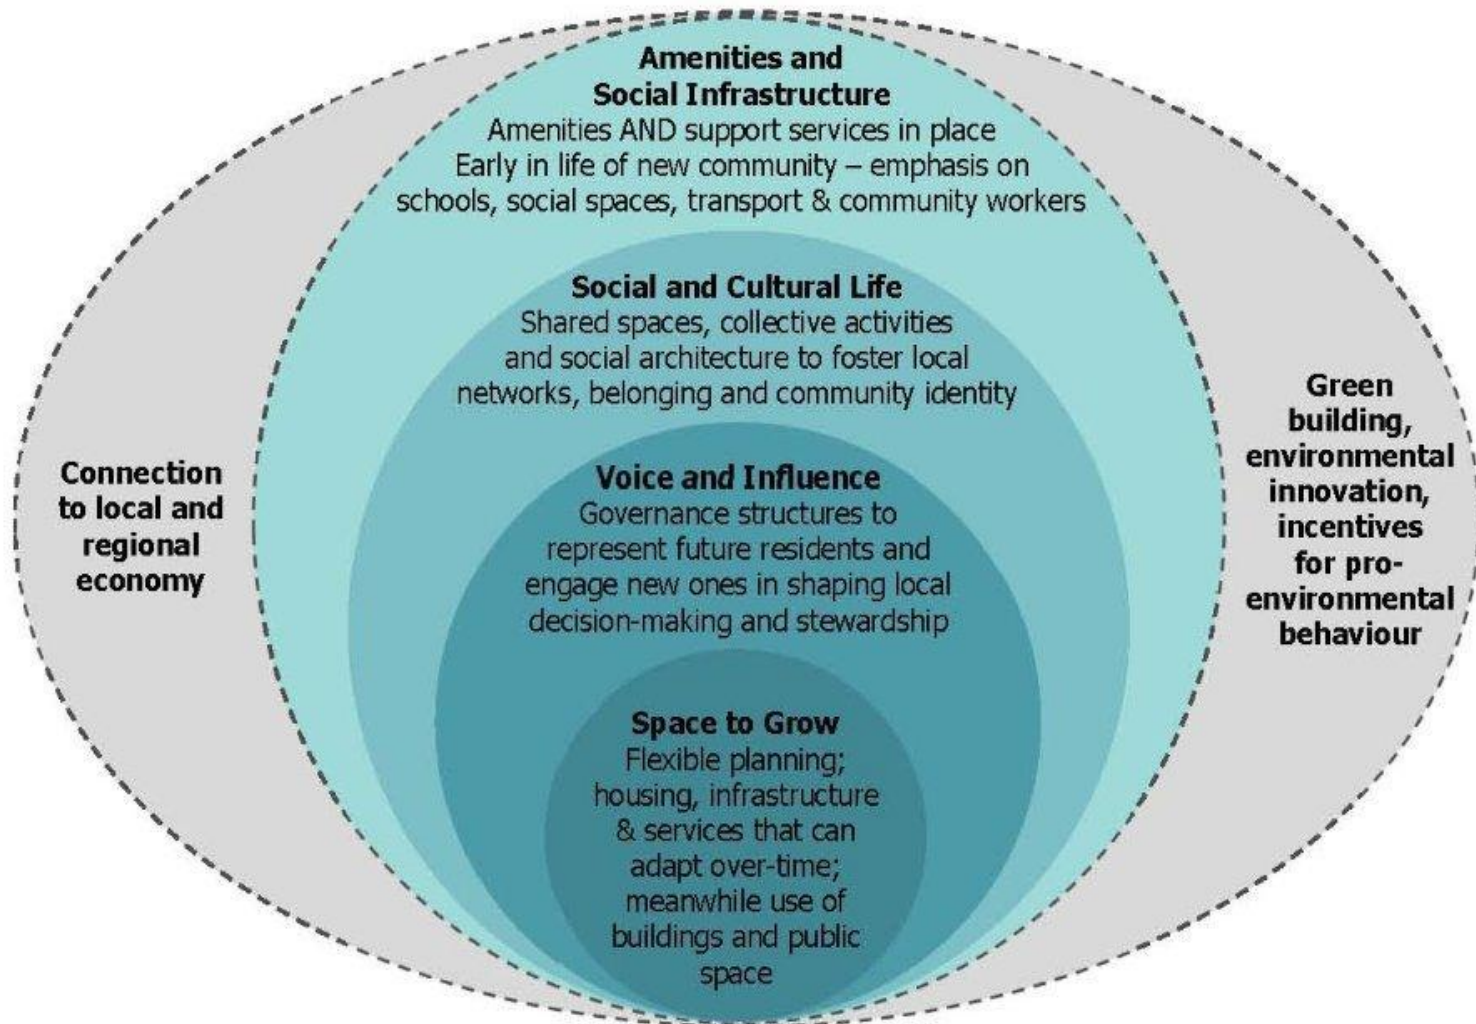 Amenities and
Social Infrastructure
Amenities AND support services in place
Early in life of new community – emphasis on
schools, social spaces, transport & community workers
Social and Cultural Life
Shared spaces, collective activities
and social architecture to foster local
networks, belonging and community identity
Voice and Influence
Governance structures to
represent future residents and
engage new ones in shaping local
decision-making and stewardship
Space to Grow
Flexible planning;
housing, infrastructure
& services that can
adapt over-time;
meanwhile use of
buildings and public
space
Connection
to local and
regional
economy
Green
building,
environmental
innovation,
incentives
for pro-
environmental
behaviour